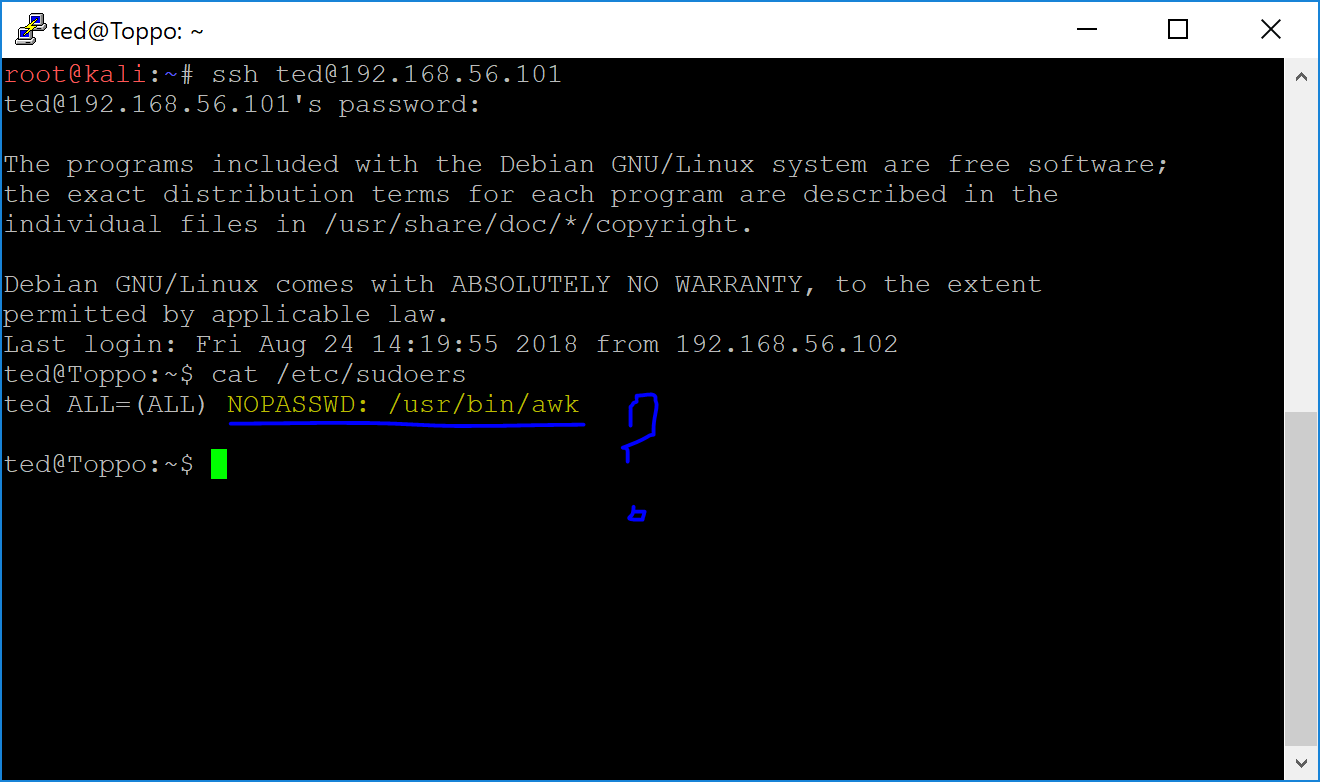 ted@Toppo: ~
root@kali:~# ssh ted@192.168.56.101
ted@192.168.56.101's password:
The programs included with the Debian GNU/Linux system are free software;
the exact distribution terms for each program are described in the
individual files in /usr/share/doc/*/copyright.
Debian GNU/Linux comes with ABSOLUTELY NO WARRANTY, to the extent
permitted by applicable law.
Last login: Fri Aug 24 14:19:55 2018 from 192.168.56.102
ted@Toppo:~$ cat /etc/sudoers
ted ALL=(ALL) NOPASSWD: /usr/bin/awk ?
ted@Toppo:~$